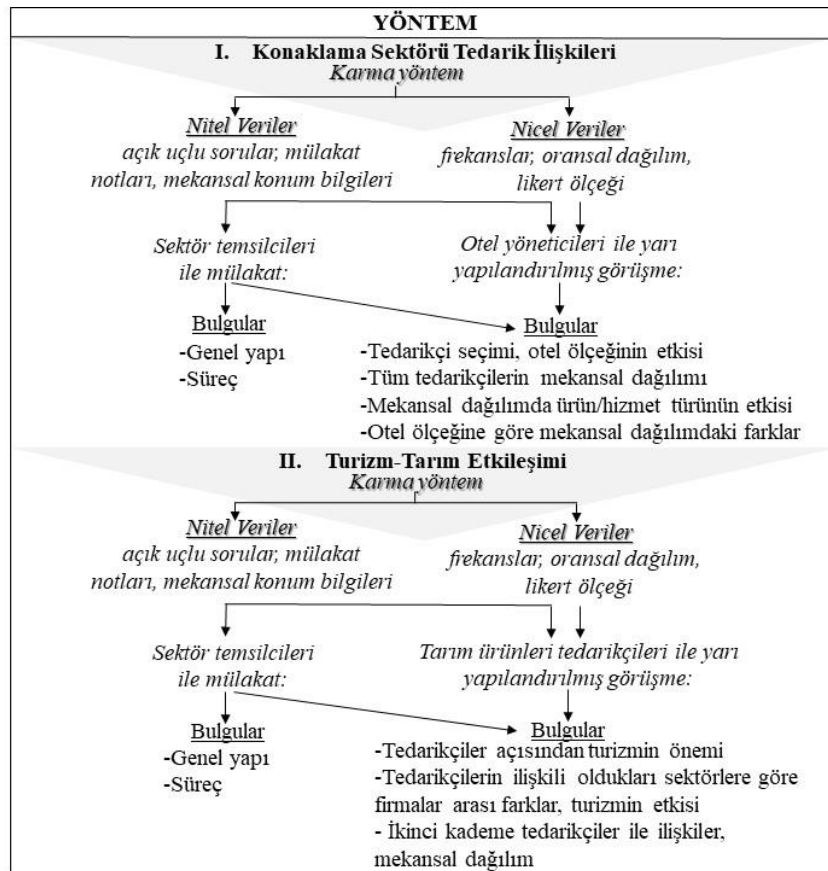 YÖNTEM
I. Konaklama Sektörü Tedarik İlişkileri
Karma yöntem
Nitel Veriler
açık uçlu sorular, mülakat
notları, mekansal konum bilgileri
Nicel Veriler
frekanslar, oransal dağılım,
likert ölçeği
Sektör temsilcileri
ile mülakat:
Otel yöneticileri ile yarı
yapılandırılmış görüşme:
Bulgular
-Genel yapı
-Süreç
Bulgular
-Tedarikçi seçimi, otel ölçeğinin etkisi
-Tüm tedarikçilerin mekansal dağılımı
-Mekansal dağılımda ürün/hizmet türünün etkisi
-Otel ölçeğine göre mekansal dağılımdaki farklar
II. Turizm-Tarım Etkileşimi
Karma yöntem
Nitel Veriler
açık uçlu sorular, mülakat
notları, mekansal konum bilgileri
Nicel Veriler
frekanslar, oransal dağılım,
likert ölçeği
Sektör temsilcileri
ile mülakat:
Tarım ürünleri tedarikçileri ile yarı
yapılandırılmış görüşme:
Bulgular
-Genel yapı
-Süreç
Bulgular
-Tedarikçiler açısından turizmin önemi
-Tedarikçilerin ilişkili oldukları sektörlere göre
firmalar arası farklar, turizmin etkisi
- İkinci kademe tedarikçiler ile ilişkiler,
mekansal dağılım